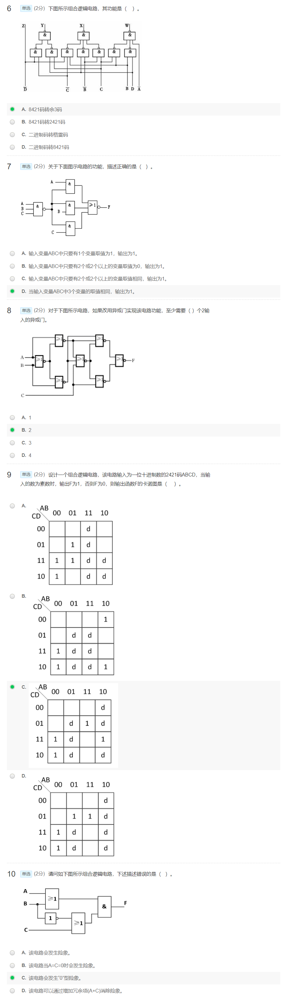 6 单选 (2分) 下图所示组合逻辑电路，其功能是（ ）。
Z Y X W
& & &
& & & & & & &
D̅ C̅ B̅ C B D A̅
A. 8421码转余3码
B. 8421码转2421码
C. 二进制码转格雷码
D. 二进制码转8421码
7 单选 (2分) 关于下面图示电路的功能，描述正确的是（ ）。
A &
A
B & & ≥1 F
C B
&
C
A. 输入变量ABC中只要有1个变量取值为1，输出为1。
B. 输入变量ABC中只要有2个或2个以上的变量取值为0，输出为1。
C. 输入变量ABC中只要有2个或2个以上的变量取值相同，输出为1。
D. 当输入变量ABC中3个变量的取值相同，输出为1。
8 单选 (2分) 对于下图所示电路，如果改用异或门实现该电路功能，至少需要（ ）个2输
入的异或门。
≥1 ≥1
A ≥1 ≥1 ≥1 F
B
≥1 ≥1
C
A. 1
B. 2
C. 3
D. 4
9 单选 (2分) 设计一个组合逻辑电路，该电路输入为一位十进制数的2421码ABCD，当输
入的数为素数时，输出F为1，否则F为0，则输出函数F的卡诺图是（ ）。
A. AB
CD 00 01 11 10
00 d
01 1 d
11 1 1 d d
10 1 d d
B. AB
CD 00 01 11 10
00 1
01 d d
11 1 d d
10 1 d d 1
C. AB
CD 00 01 11 10
00 d
01 d 1 d
11 1 d 1
10 1 d d
D. AB
CD 00 01 11 10
00 d
01 1 1 d
11 1 d d
10 1 d d
10 单选 (2分) 请问如下图所示组合逻辑电路，下述描述错误的是（ ）。
A
≥1
B & F
1
≥1
C
A. 该电路会发生险象。
B. 该电路当A=C=0时会发生险象。
C. 该电路会发生“0”型险象。
D. 该电路可以通过增加冗余项(A+C)消除险象。